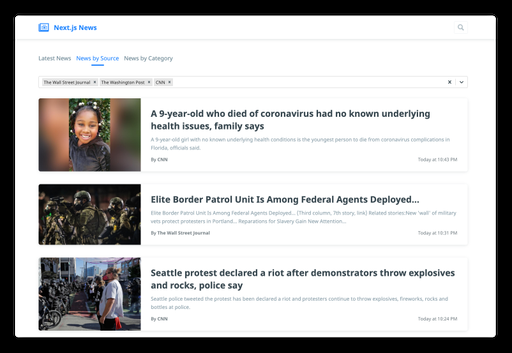 Next.js News
Latest News News by Source News by Category
The Wall Street Journal × The Washington Post × CNN ×
A 9-year-old who died of coronavirus had no known underlying
health issues, family says
A 9-year-old girl with no known underlying health conditions is the youngest person to die from coronavirus complications in
Florida, officials said.
By CNN Today at 10:43 PM
Elite Border Patrol Unit Is Among Federal Agents Deployed...
Elite Border Patrol Unit Is Among Federal Agents Deployed... (Third column, 7th story, link) Related stories:New 'wall' of military
vets protect protesters in Portland... Reparations for Slavery Gain New Attention...
By The Wall Street Journal Today at 10:31 PM
Seattle protest declared a riot after demonstrators throw explosives
and rocks, police say
Seattle police tweeted the protest has been declared a riot and protesters continue to throw explosives, fireworks, rocks and
bottles at police.
By CNN Today at 10:24 PM